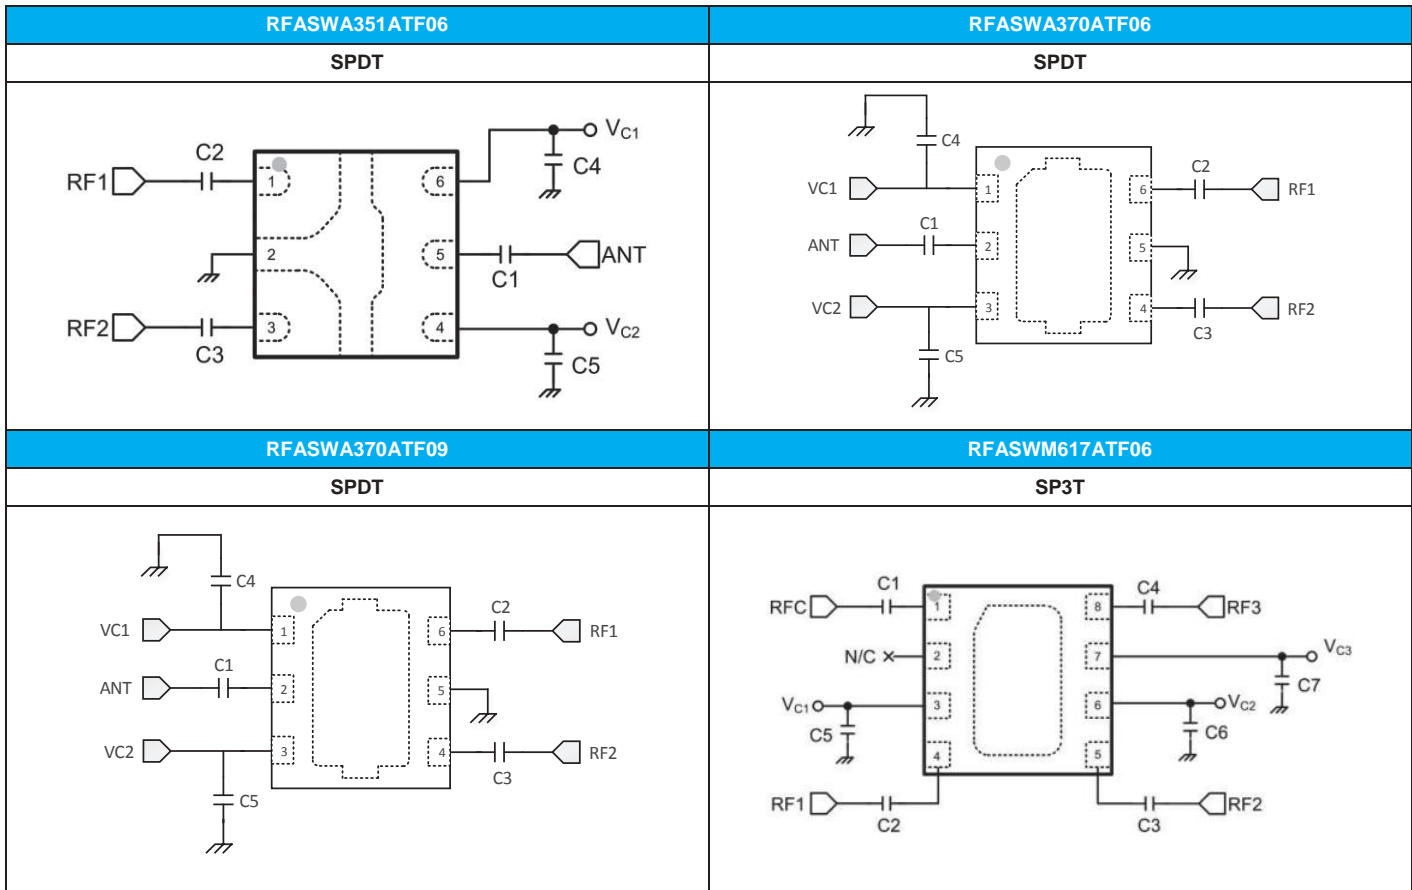 RFASWA351ATF06
RFASWA370ATF06
SPDT
SPDT
RF1
C2
1
2
RF2
C3
3
6
VC1
C4
5
C1
ANT
4
VC2
C5
C4
VC1
1
C1
ANT
2
VC2
3
C5
6
C2
RF1
5
4
C3
RF2
RFASWA370ATF09
RFASWM617ATF06
SPDT
SP3T
C4
VC1
1
C1
ANT
2
VC2
3
C5
6
C2
RF1
5
4
C3
RF2
RFC
C1
1
N/C
2
VC1
C5
3
4
RF1
C2
8
C4
RF3
7
VC3
C7
6
VC2
C6
5
C3
RF2